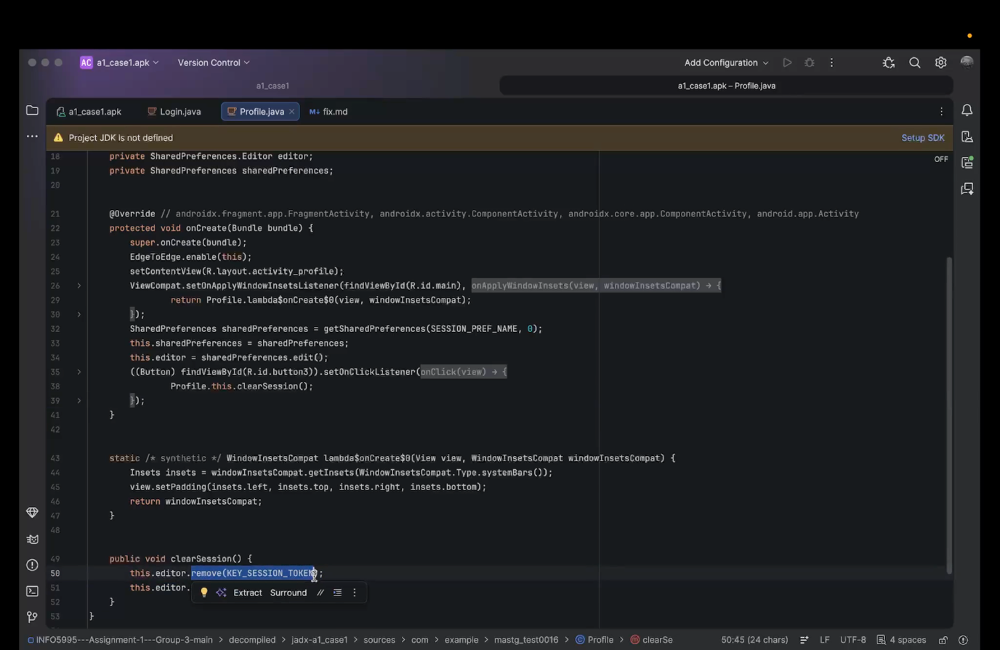 AC a1_case1.apk Version Control Add Configuration
a1_case1 a1_case1.apk – Profile.java
a1_case1.apk Login.java Profile.java M↓ fix.md
Project JDK is not defined Setup SDK
18 private SharedPreferences.Editor editor; OFF
19 private SharedPreferences sharedPreferences;
20
21 @Override // androidx.fragment.app.FragmentActivity, androidx.activity.ComponentActivity, androidx.core.app.ComponentActivity, android.app.Activity
22 protected void onCreate(Bundle bundle) {
23 super.onCreate(bundle);
24 EdgeToEdge.enable(this);
25 setContentView(R.layout.activity_profile);
26 ViewCompat.setOnApplyWindowInsetsListener(findViewById(R.id.main), onApplyWindowInsets(view, windowInsetsCompat) → {
29 return Profile.lambda$onCreate$0(view, windowInsetsCompat);
30 });
32 SharedPreferences sharedPreferences = getSharedPreferences(SESSION_PREF_NAME, 0);
33 this.sharedPreferences = sharedPreferences;
34 this.editor = sharedPreferences.edit();
35 ((Button) findViewById(R.id.button3)).setOnClickListener(onClick(view) → {
38 Profile.this.clearSession();
39 });
41 }
42
43 static /* synthetic */ WindowInsetsCompat lambda$onCreate$0(View view, WindowInsetsCompat windowInsetsCompat) {
44 Insets insets = windowInsetsCompat.getInsets(WindowInsetsCompat.Type.systemBars());
45 view.setPadding(insets.left, insets.top, insets.right, insets.bottom);
46 return windowInsetsCompat;
47 }
48
49 public void clearSession() {
50 this.editor.remove(KEY_SESSION_TOKEN);
51 this.editor.
Extract Surround //
52 }
53 }
INFO5995---Assignment-1---Group-3-main › decompiled › jadx-a1_case1 › sources › com › example › mastg_test0016 › Profile › clearSe 50:45 (24 chars) LF UTF-8 4 spaces